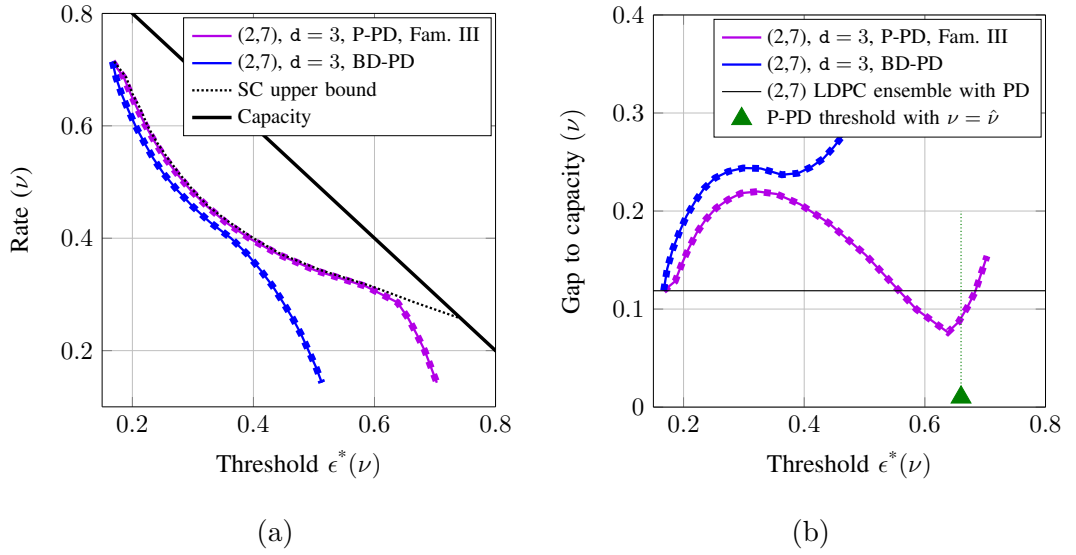 (2,7), d = 3, P-PD, Fam. III
(2,7), d = 3, BD-PD
SC upper bound
Capacity
0.8
0.6
0.4
0.2
Rate (ν)
0.2 0.4 0.6 0.8
Threshold ϵ*(ν)
(a)
(2,7), d = 3, P-PD, Fam. III
(2,7), d = 3, BD-PD
(2,7) LDPC ensemble with PD
P-PD threshold with ν = ν̂
0.4
0.3
0.2
0.1
0
Gap to capacity (ν)
0.2 0.4 0.6 0.8
Threshold ϵ*(ν)
(b)